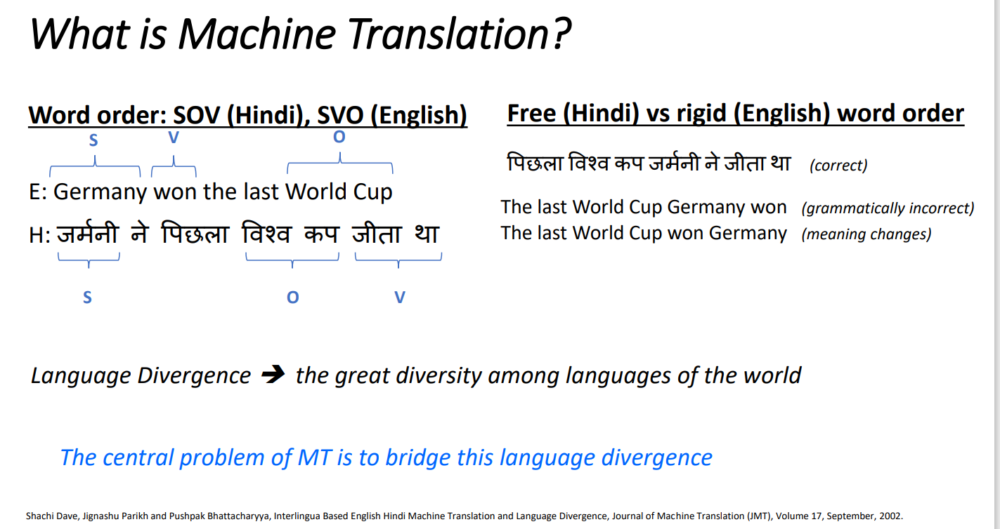 What is Machine Translation?
Word order: SOV (Hindi), SVO (English)
S V O
E: Germany won the last World Cup
H: जर्मनी ने पिछला विश्व कप जीता था
S O V
Free (Hindi) vs rigid (English) word order
पिछला विश्व कप जर्मनी ने जीता था (correct)
The last World Cup Germany won (grammatically incorrect)
The last World Cup won Germany (meaning changes)
Language Divergence ➔ the great diversity among languages of the world
The central problem of MT is to bridge this language divergence
Shachi Dave, Jignashu Parikh and Pushpak Bhattacharyya, Interlingua Based English Hindi Machine Translation and Language Divergence, Journal of Machine Translation (JMT), Volume 17, September, 2002.